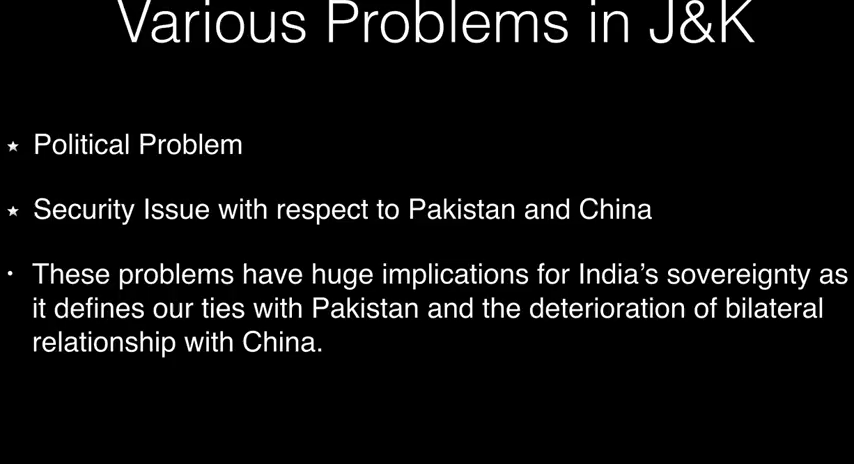 Various Problems in J&K
★ Political Problem
★ Security Issue with respect to Pakistan and China
• These problems have huge implications for India’s sovereignty as
it defines our ties with Pakistan and the deterioration of bilateral
relationship with China.